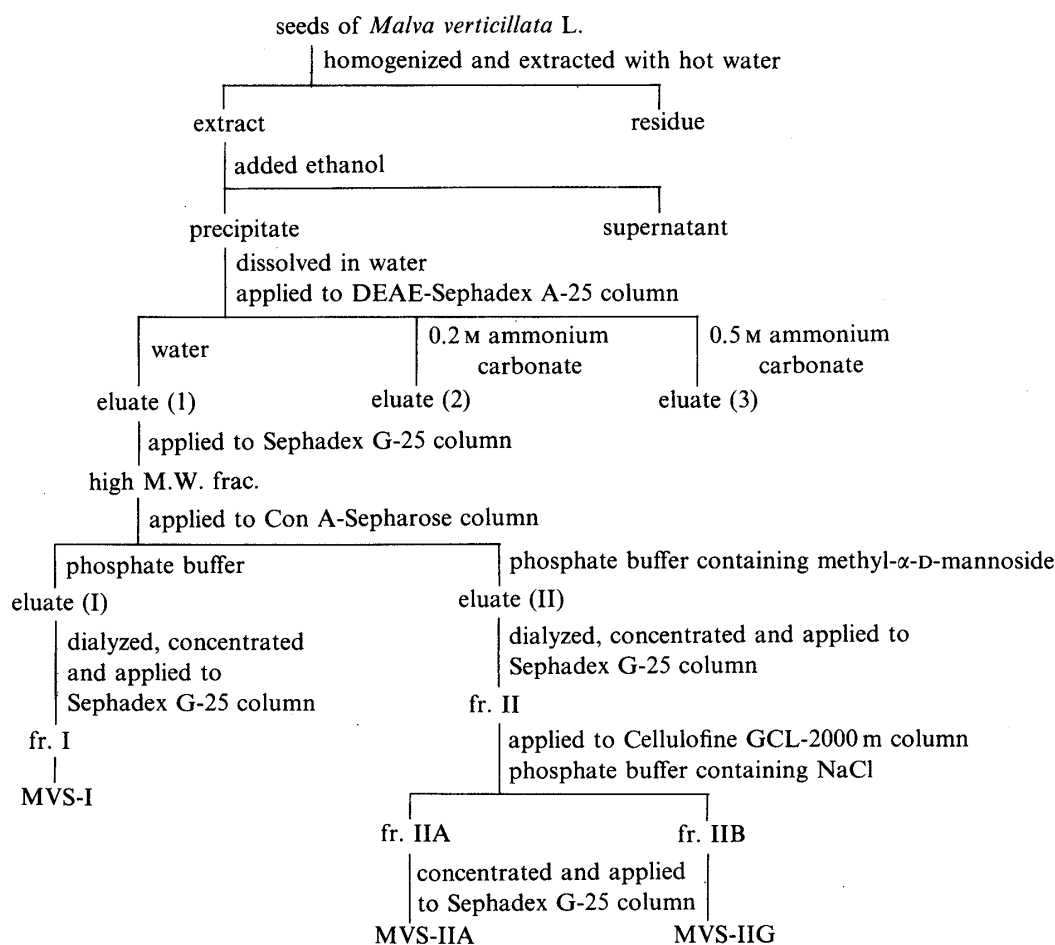 seeds of Malva verticillata L.
homogenized and extracted with hot water
extract residue
added ethanol
precipitate supernatant
dissolved in water
applied to DEAE-Sephadex A-25 column
water 0.2 M ammonium carbonate 0.5 M ammonium carbonate
eluate (1) eluate (2) eluate (3)
applied to Sephadex G-25 column
high M.W. frac.
applied to Con A-Sepharose column
phosphate buffer phosphate buffer containing methyl-α-D-mannoside
eluate (I) eluate (II)
dialyzed, concentrated
and applied to
Sephadex G-25 column
dialyzed, concentrated and applied to
Sephadex G-25 column
fr. I fr. II
MVS-I
applied to Cellulofine GCL-2000 m column
phosphate buffer containing NaCl
fr. IIA fr. IIB
concentrated and applied
to Sephadex G-25 column
MVS-IIA MVS-IIG